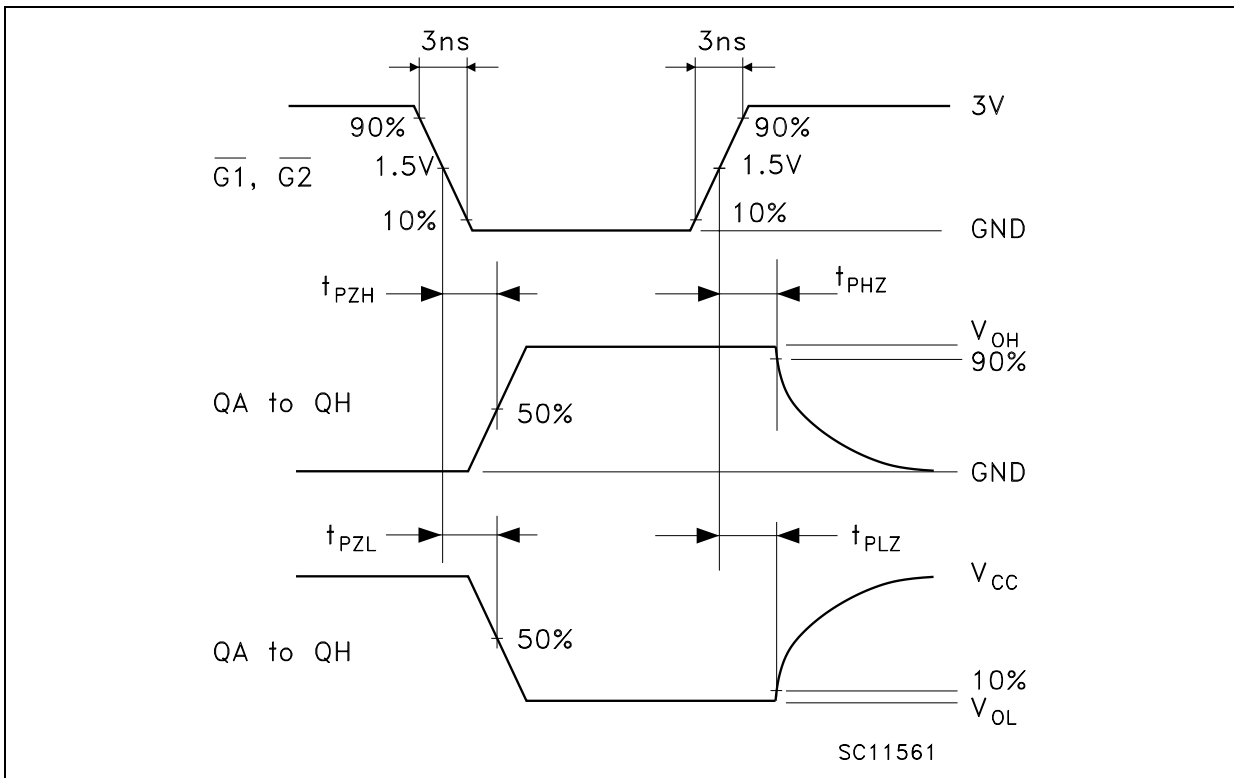 3ns 3ns
3V
90% 90%
G1, G2 1.5V 1.5V
10% 10%
GND
tPZH tPHZ
VOH
90%
QA to QH 50%
GND
tPZL tPLZ
VCC
QA to QH 50%
10%
VOL
SC11561